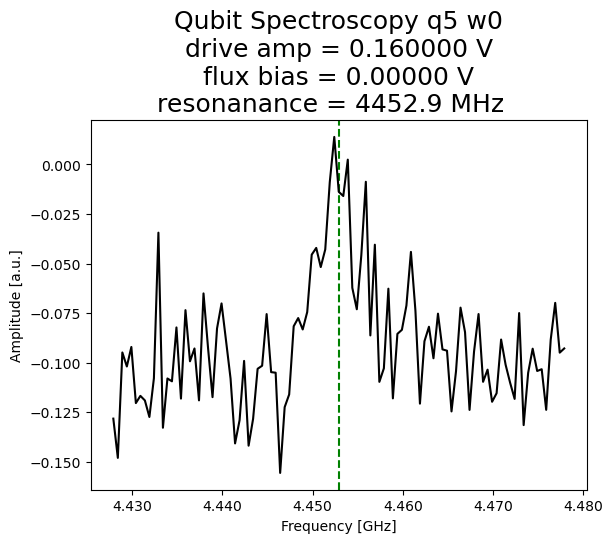 Qubit Spectroscopy q5 w0
drive amp = 0.160000 V
flux bias = 0.00000 V
resonanance = 4452.9 MHz
0.000
−0.025
−0.050
−0.075
−0.100
−0.125
−0.150
Amplitude [a.u.]
4.430
4.440
4.450
4.460
4.470
4.480
Frequency [GHz]